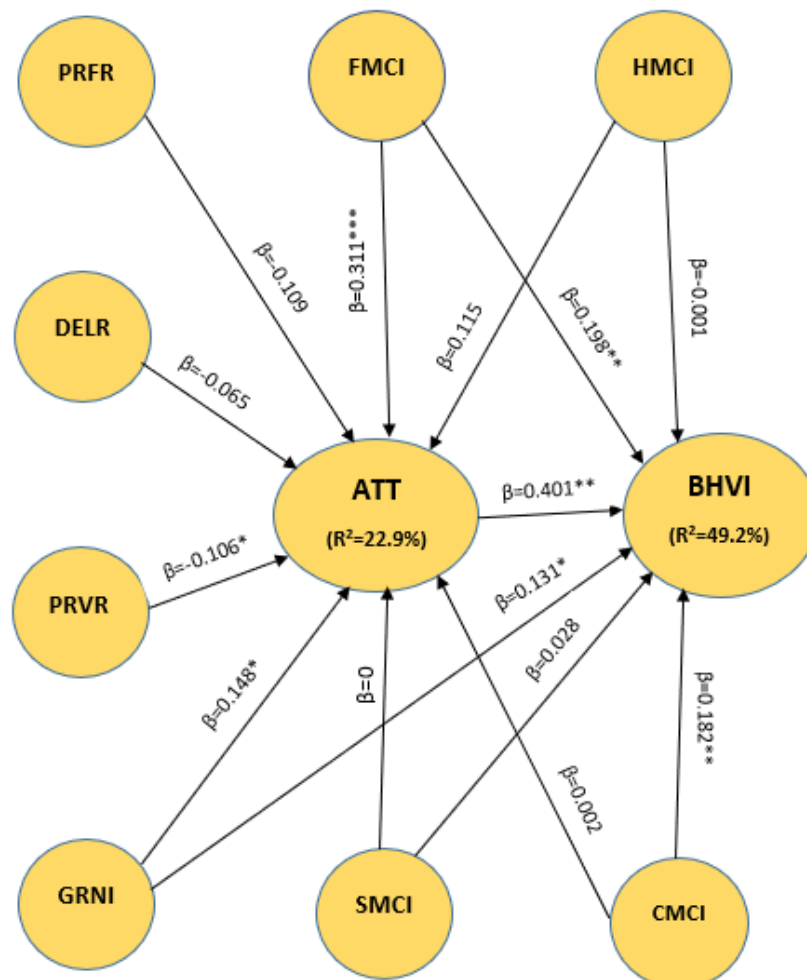 PRFR
FMCI
HMCI
β=-0.109
β=0.311***
β=0.115
β=0.198**
β=-0.001
DELR
β=-0.065
ATT
(R²=22.9%)
β=0.401**
BHVI
(R²=49.2%)
PRVR
β=-0.106*
β=0.148*
β=0
β=0.131*
β=0.028
β=0.002
β=0.182**
GRNI
SMCI
CMCI